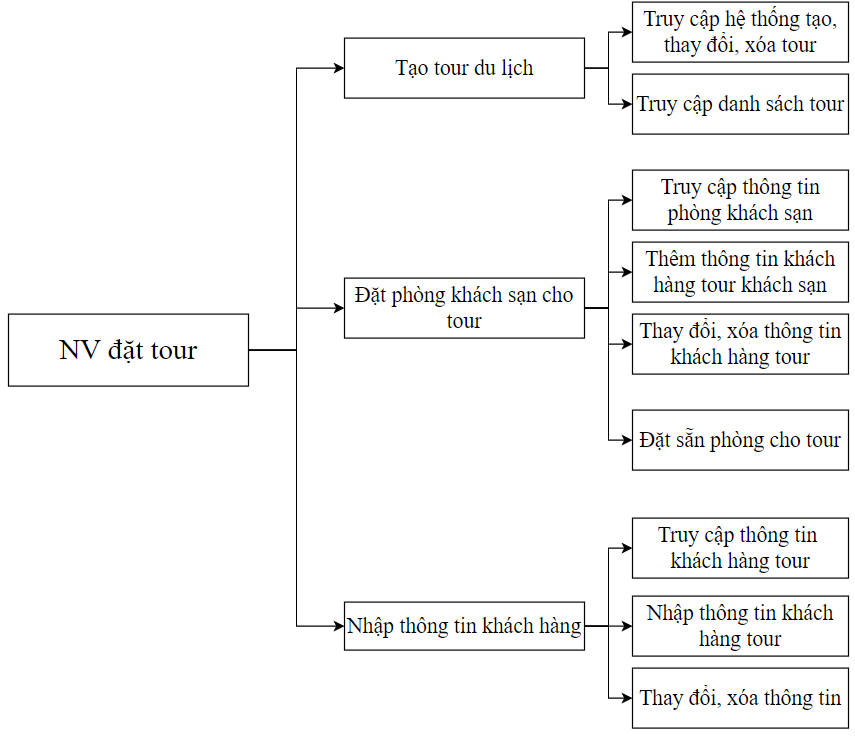 NV đặt tour
Tạo tour du lịch
Truy cập hệ thống tạo,
thay đổi, xóa tour
Truy cập danh sách tour
Đặt phòng khách sạn cho
tour
Truy cập thông tin
phòng khách sạn
Thêm thông tin khách
hàng tour khách sạn
Thay đổi, xóa thông tin
khách hàng tour
Đặt sẵn phòng cho tour
Nhập thông tin khách hàng
Truy cập thông tin
khách hàng tour
Nhập thông tin khách
hàng tour
Thay đổi, xóa thông tin